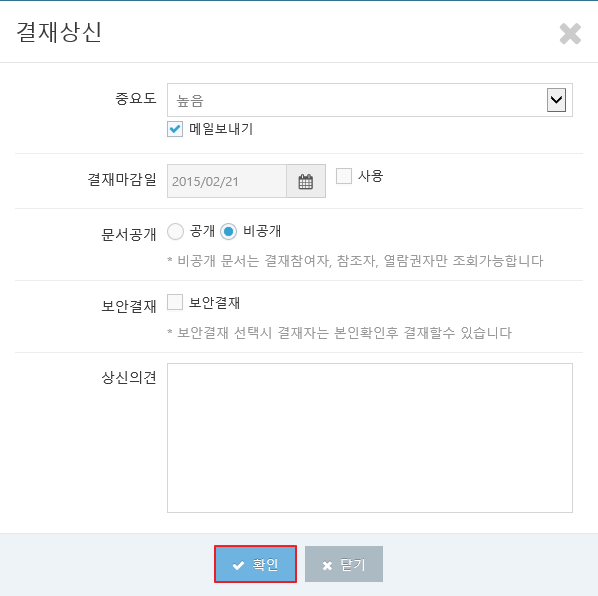 결재상신
중요도
높음
메일보내기
결재마감일
2015/02/21
사용
문서공개
공개
비공개
* 비공개 문서는 결재참여자, 참조자, 열람권자만 조회가능합니다
보안결재
보안결재
* 보안결재 선택시 결재자는 본인확인후 결재할수 있습니다
상신의견
확인
닫기